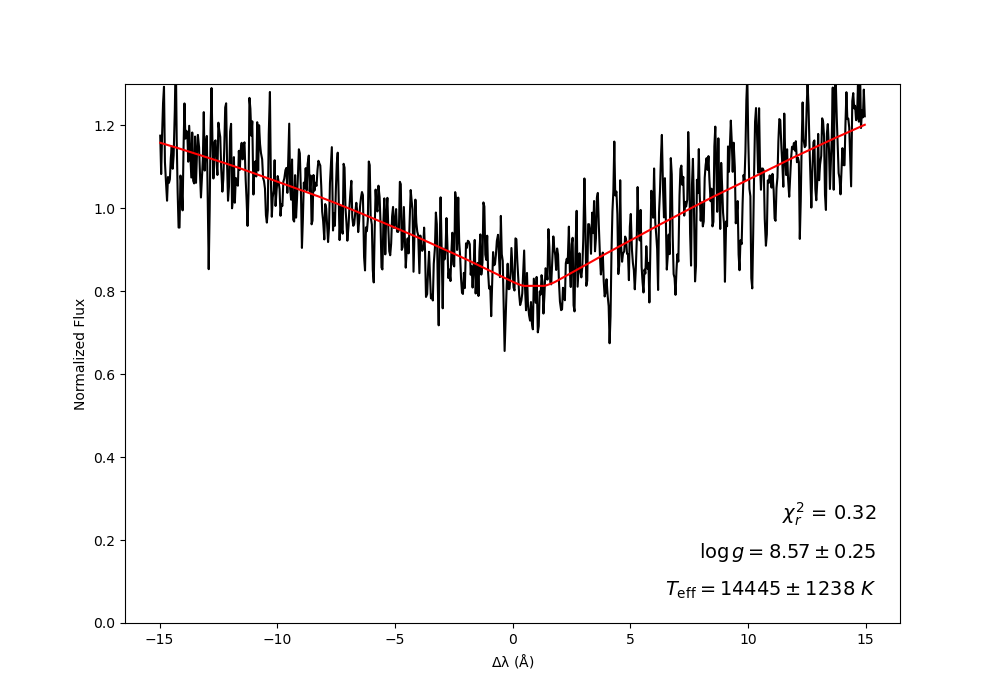 1.2
1.0
0.8
0.6
0.4
0.2
0.0
Normalized Flux
χ²ᵣ = 0.32
log g = 8.57 ± 0.25
T_eff = 14445 ± 1238 K
−15 −10 −5 0 5 10 15
Δλ (Å)